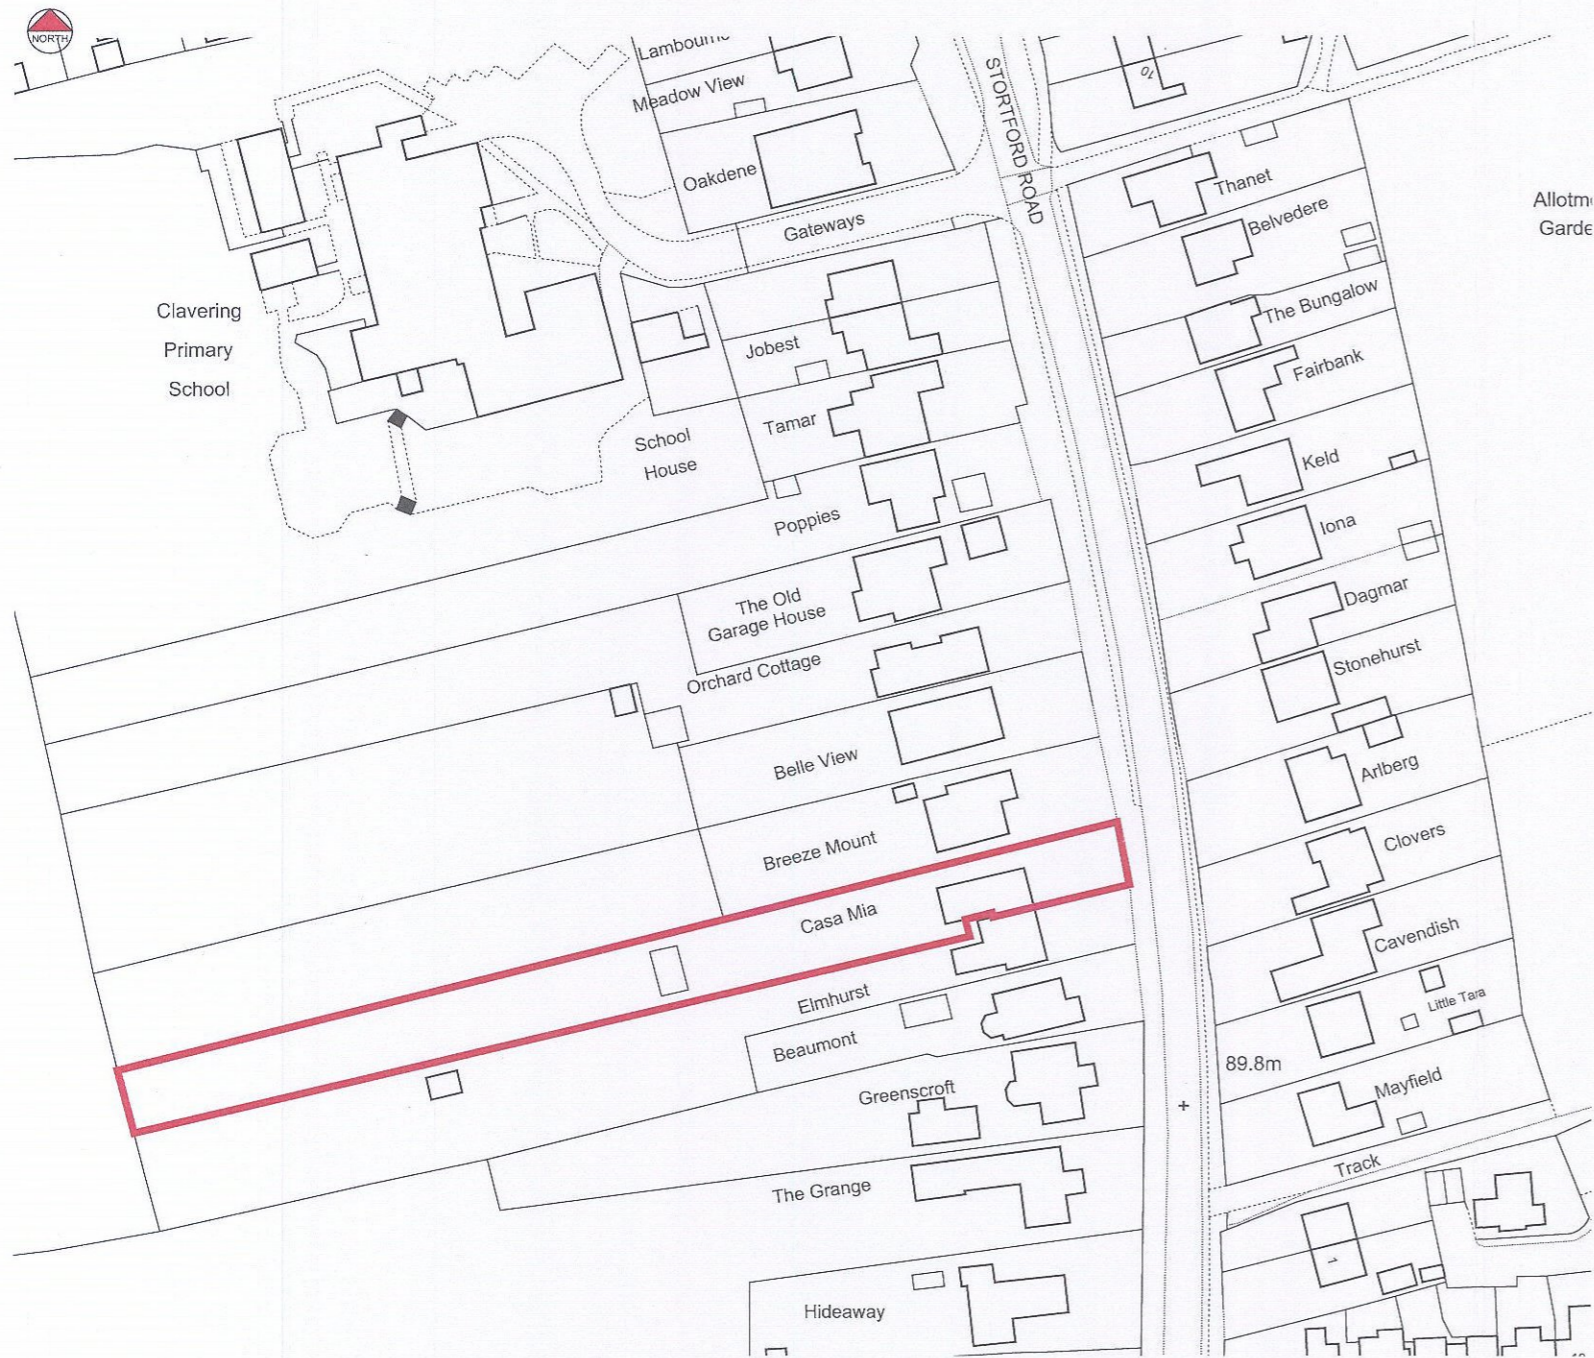 NORTH
Lambourne
Meadow View
Oakdene
STORTFORD ROAD
70
Thanet
Belvedere
Allotm
Garde
Gateways
The Bungalow
Clavering
Primary
School
Jobest
Fairbank
Tamar
School
House
Keld
Poppies
Iona
The Old
Garage House
Dagmar
Orchard Cottage
Stonehurst
Belle View
Arlberg
Breeze Mount
Clovers
Casa Mia
Cavendish
Elmhurst
Little Tara
Beaumont
89.8m
Greenscroft
Mayfield
Track
The Grange
1
Hideaway